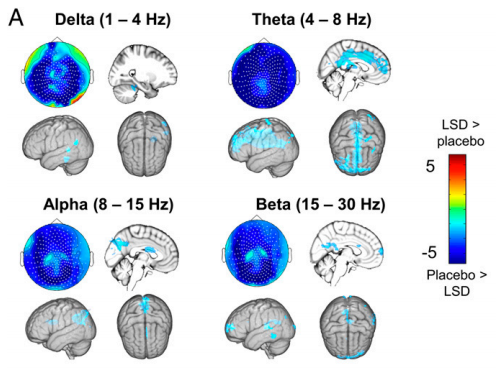 A
Delta (1 – 4 Hz)
Theta (4 – 8 Hz)
Alpha (8 – 15 Hz)
Beta (15 – 30 Hz)
LSD >
placebo
5
-5
Placebo >
LSD